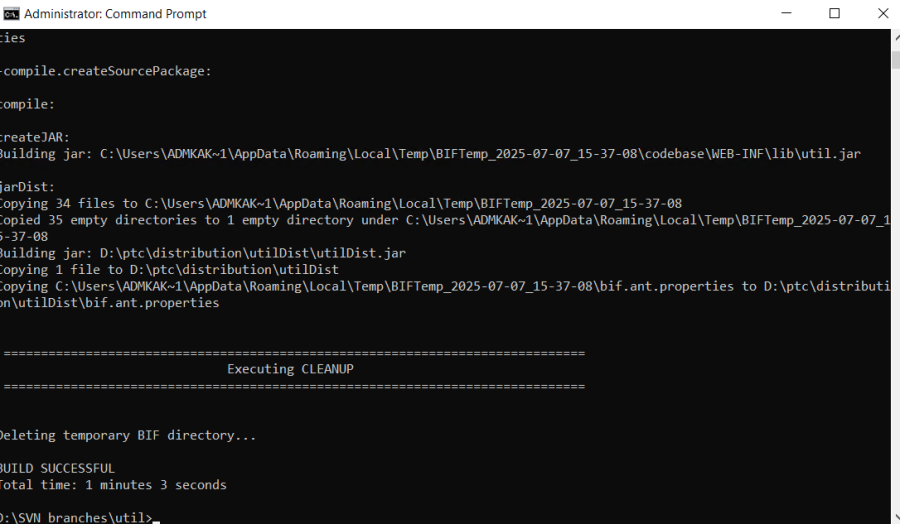 Administrator: Command Prompt
ties
-compile.createSourcePackage:
compile:
createJAR:
Building jar: C:\Users\ADMKAK~1\AppData\Roaming\Local\Temp\BIFTemp_2025-07-07_15-37-08\codebase\WEB-INF\lib\util.jar
jarDist:
Copying 34 files to C:\Users\ADMKAK~1\AppData\Roaming\Local\Temp\BIFTemp_2025-07-07_15-37-08
Copied 35 empty directories to 1 empty directory under C:\Users\ADMKAK~1\AppData\Roaming\Local\Temp\BIFTemp_2025-07-07_1
5-37-08
Building jar: D:\ptc\distribution\utilDist\utilDist.jar
Copying 1 file to D:\ptc\distribution\utilDist
Copying C:\Users\ADMKAK~1\AppData\Roaming\Local\Temp\BIFTemp_2025-07-07_15-37-08\bif.ant.properties to D:\ptc\distributi
on\utilDist\bif.ant.properties
==============================================================================
Executing CLEANUP
==============================================================================
Deleting temporary BIF directory...
BUILD SUCCESSFUL
Total time: 1 minutes 3 seconds
D:\SVN_branches\util>